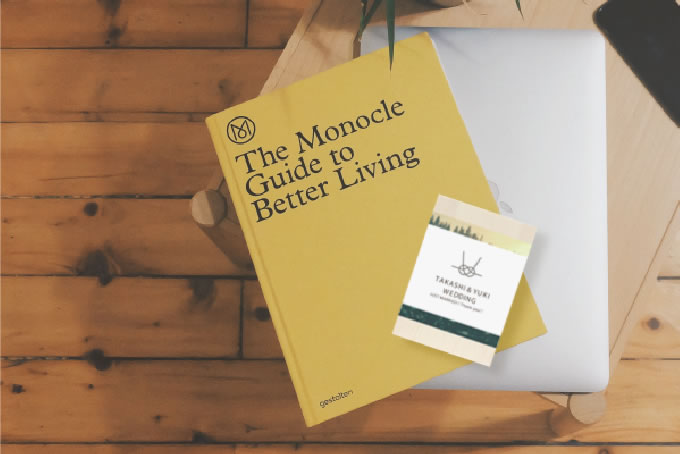 The Monocle
Guide to
Better Living
gestalten
TAKASHI & YUKI
WEDDING